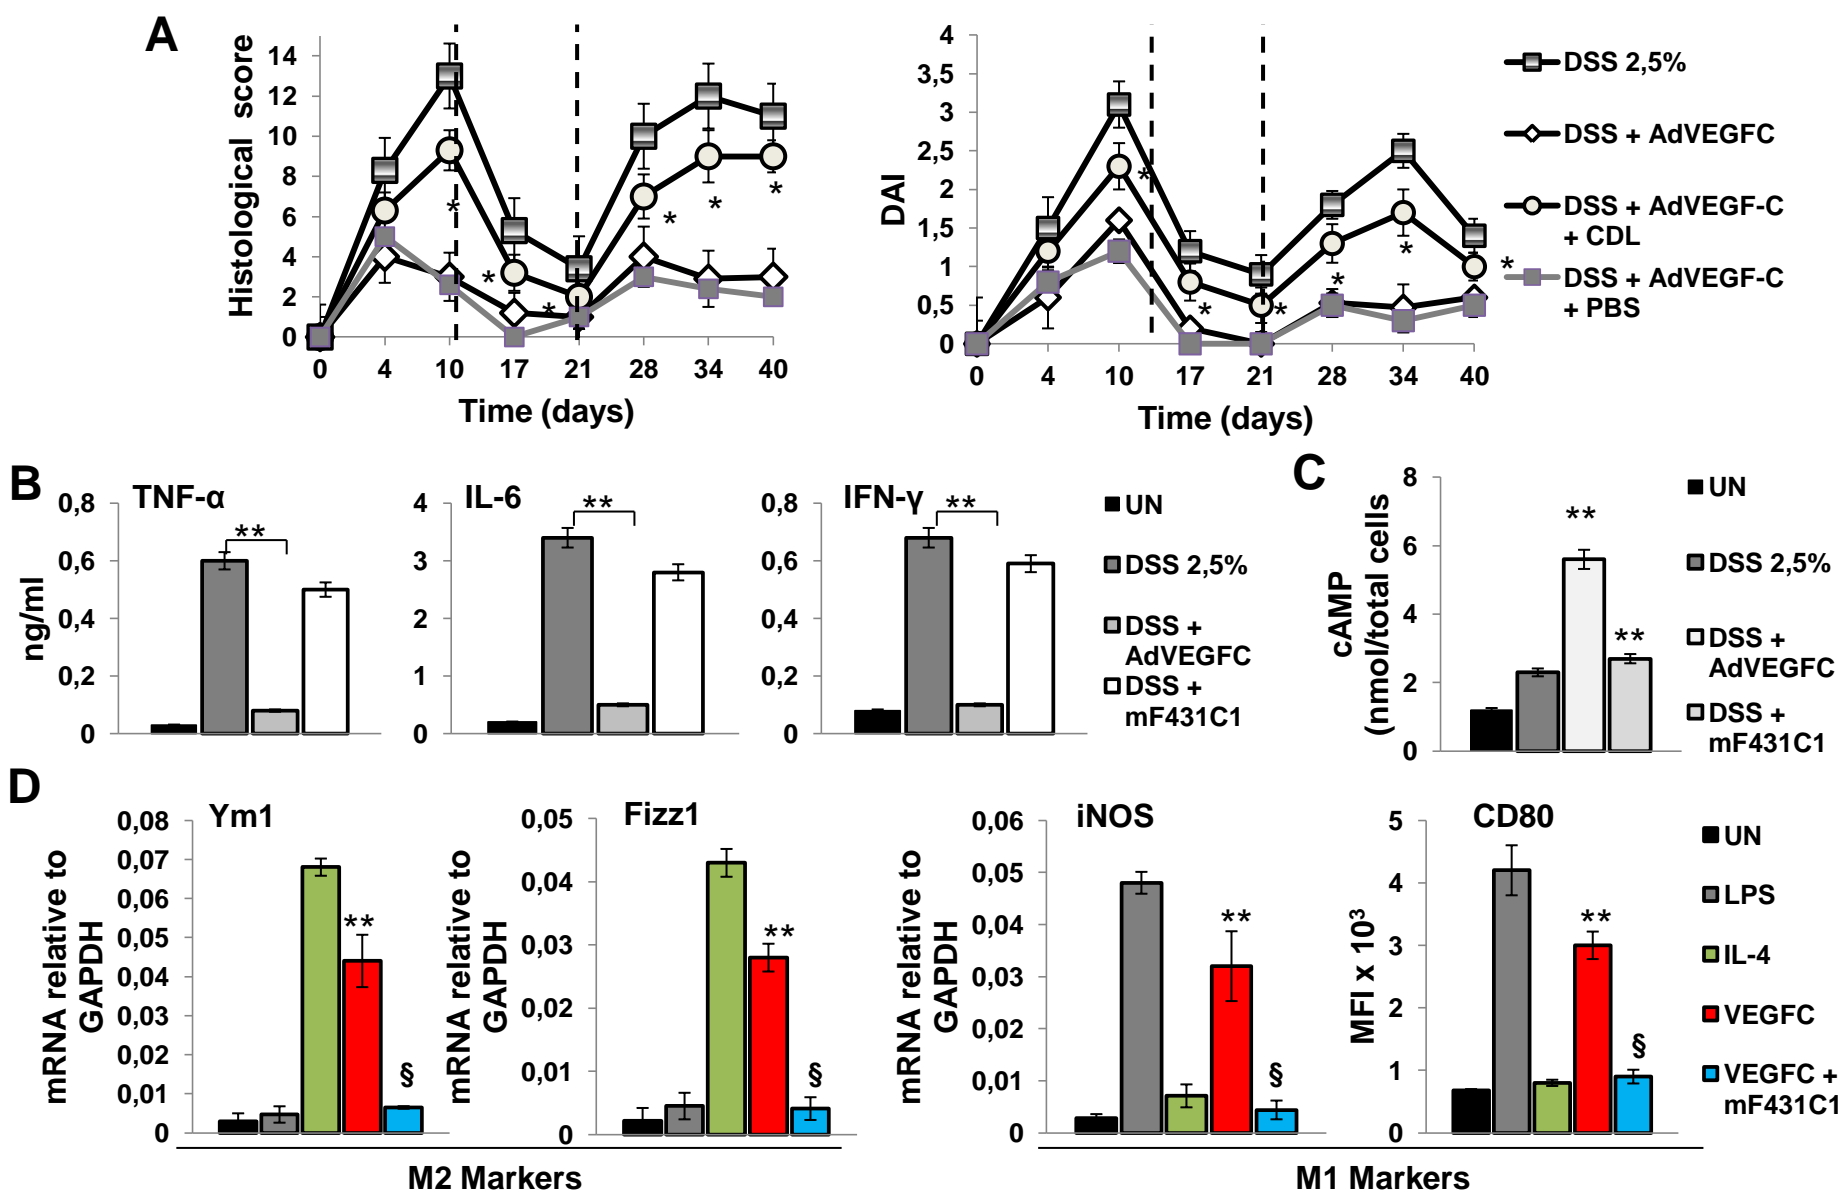 A
Histological score
14
12
10
8
6
4
2
0
* * * * * * *
0 4 10 17 21 28 34 40
Time (days)
DAI
4
3,5
3
2,5
2
1,5
1
0,5
0
* * * * * *
0 4 10 17 21 28 34 40
Time (days)
DSS 2,5%
DSS + AdVEGFC
DSS + AdVEGF-C
+ CDL
DSS + AdVEGF-C
+ PBS
B
ng/ml
TNF-α
0,8
0,6
0,4
0,2
0
**
IL-6
4
3
2
1
0
**
IFN-γ
0,8
0,6
0,4
0,2
0
**
UN
DSS 2,5%
DSS +
AdVEGFC
DSS +
mF431C1
C
cAMP
(nmol/total cells
8
6
4
2
0
**
**
UN
DSS 2,5%
DSS +
AdVEGFC
DSS +
mF431C1
D
mRNA relative to
GAPDH
Ym1
0,08
0,07
0,06
0,05
0,04
0,03
0,02
0,01
0
**
§
mRNA relative to
GAPDH
Fizz1
0,05
0,04
0,03
0,02
0,01
0
**
§
M2 Markers
mRNA relative to
GAPDH
iNOS
0,06
0,05
0,04
0,03
0,02
0,01
0
**
§
MFI x 10³
CD80
5
4
3
2
1
0
**
§
M1 Markers
UN
LPS
IL-4
VEGFC
VEGFC +
mF431C1